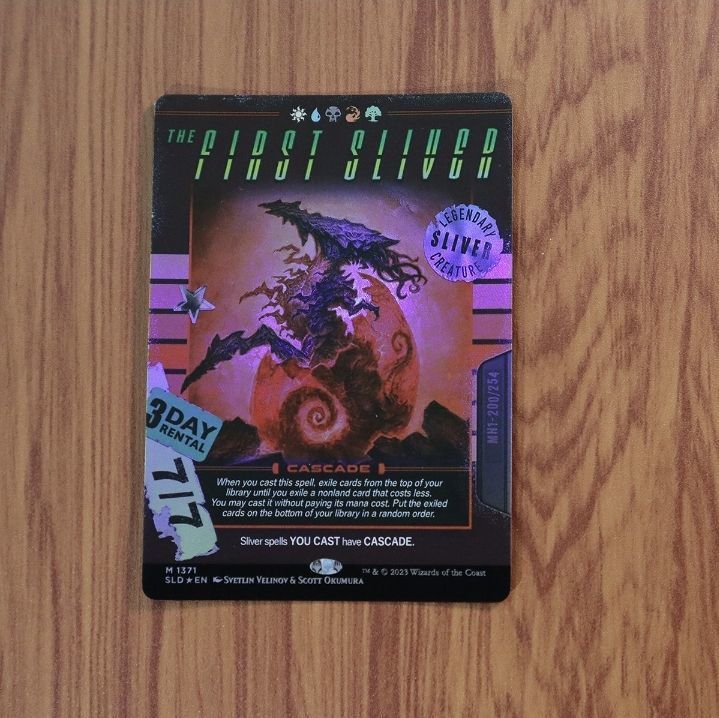 THE FIRST SLIVER
LEGENDARY
SLIVER
CREATURE
MH1-200/254
3 DAY
RENTAL
717
CASCADE
When you cast this spell, exile cards from the top of your
library until you exile a nonland card that costs less.
You may cast it without paying its mana cost. Put the exiled
cards on the bottom of your library in a random order.
Sliver spells YOU CAST have CASCADE.
M 1371
SLD ★ EN SVETLIN VELINOV & SCOTT OKUMURA
™ & © 2023 Wizards of the Coast